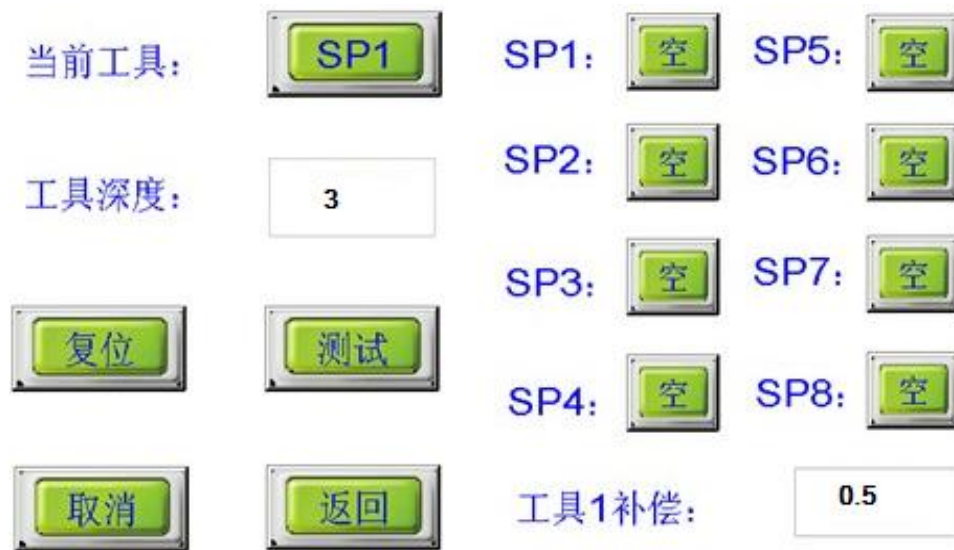 当前工具： SP1 SP1： 空 SP5： 空
工具深度： 3 SP2： 空 SP6： 空
SP3： 空 SP7： 空
复位 测试
SP4： 空 SP8： 空
取消 返回 工具1补偿： 0.5